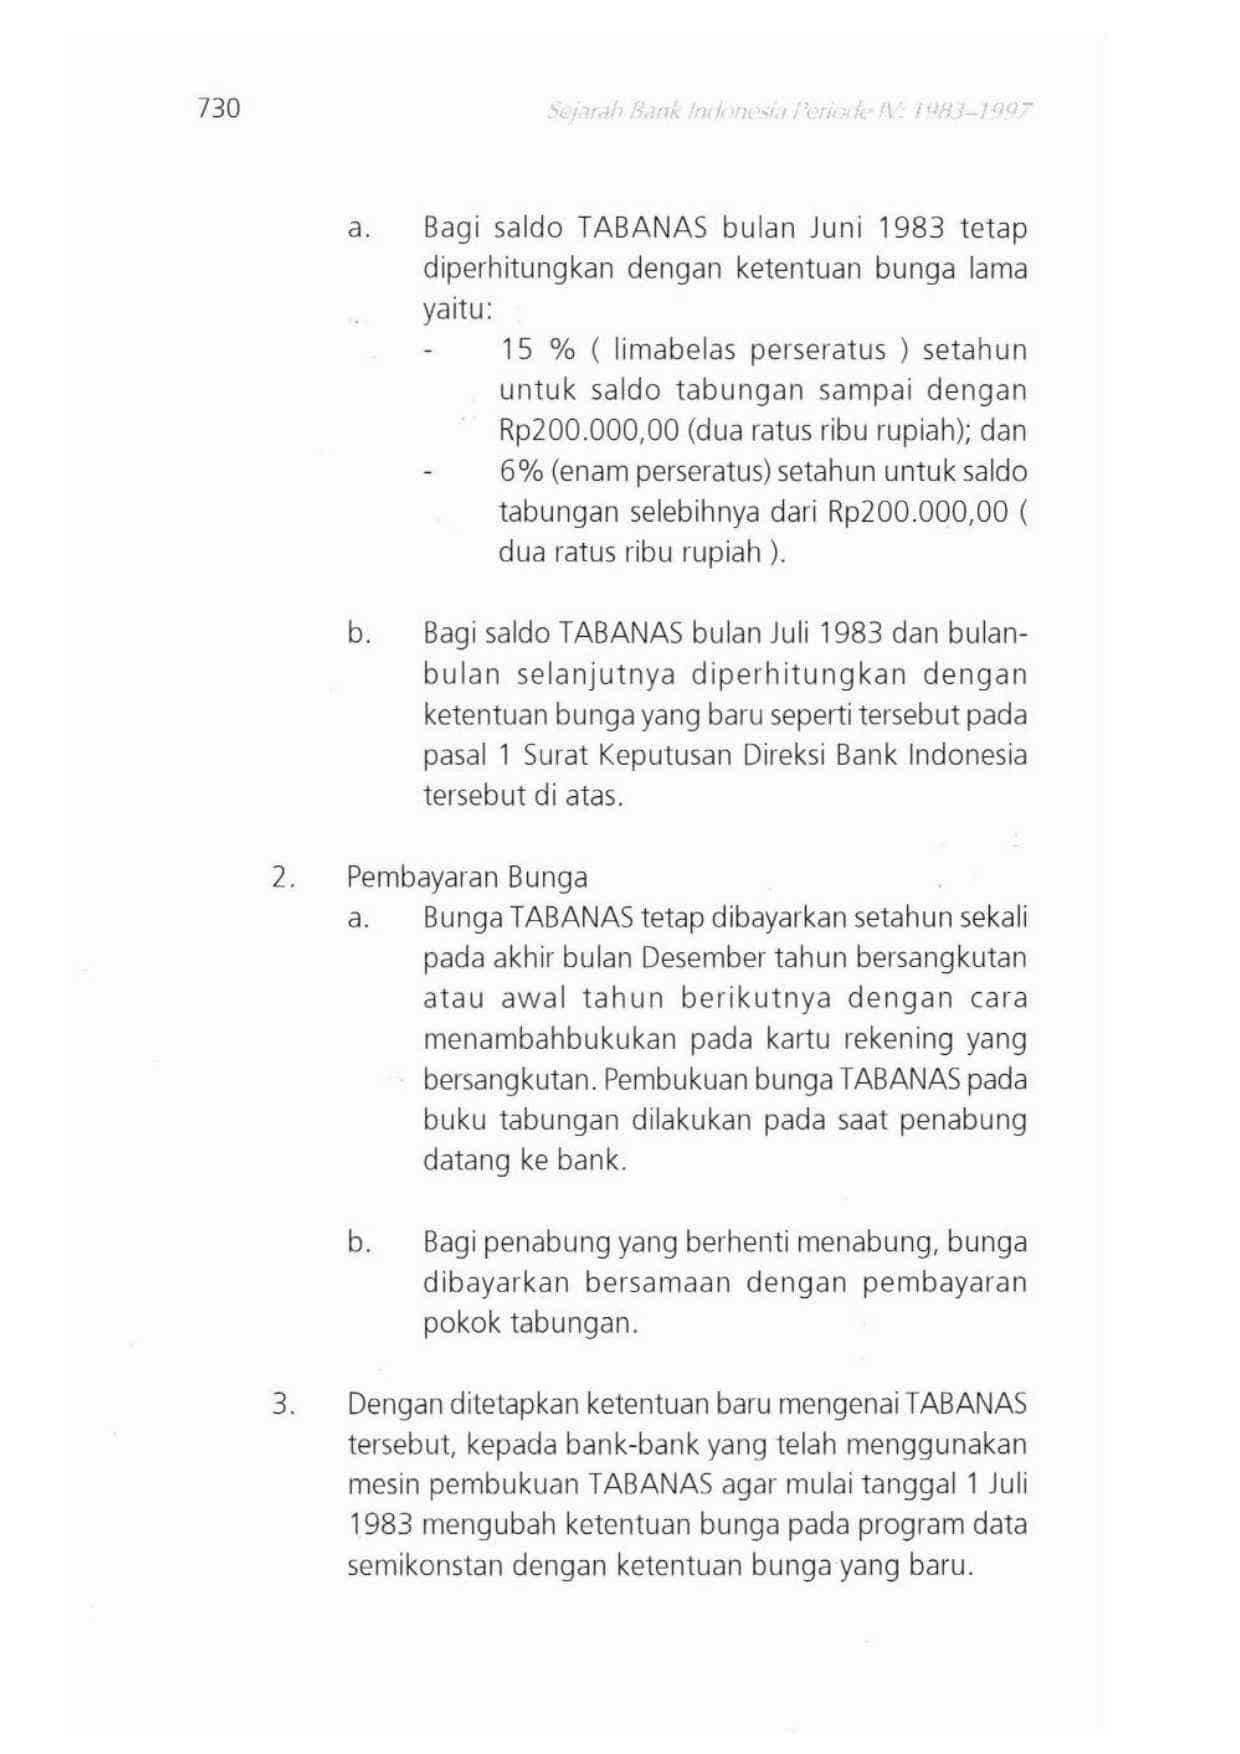 730
Sejarah Bank Indonesia Periode IV: 1983–1997
a. Bagi saldo TABANAS bulan Juni 1983 tetap
diperhitungkan dengan ketentuan bunga lama
yaitu:
- 15 % ( limabelas perseratus ) setahun
untuk saldo tabungan sampai dengan
Rp200.000,00 (dua ratus ribu rupiah); dan
- 6% (enam perseratus) setahun untuk saldo
tabungan selebihnya dari Rp200.000,00 (
dua ratus ribu rupiah ).
b. Bagi saldo TABANAS bulan Juli 1983 dan bulan-
bulan selanjutnya diperhitungkan dengan
ketentuan bunga yang baru seperti tersebut pada
pasal 1 Surat Keputusan Direksi Bank Indonesia
tersebut di atas.
2. Pembayaran Bunga
a. Bunga TABANAS tetap dibayarkan setahun sekali
pada akhir bulan Desember tahun bersangkutan
atau awal tahun berikutnya dengan cara
menambahbukukan pada kartu rekening yang
bersangkutan. Pembukuan bunga TABANAS pada
buku tabungan dilakukan pada saat penabung
datang ke bank.
b. Bagi penabung yang berhenti menabung, bunga
dibayarkan bersamaan dengan pembayaran
pokok tabungan.
3. Dengan ditetapkan ketentuan baru mengenai TABANAS
tersebut, kepada bank-bank yang telah menggunakan
mesin pembukuan TABANAS agar mulai tanggal 1 Juli
1983 mengubah ketentuan bunga pada program data
semikonstan dengan ketentuan bunga yang baru.